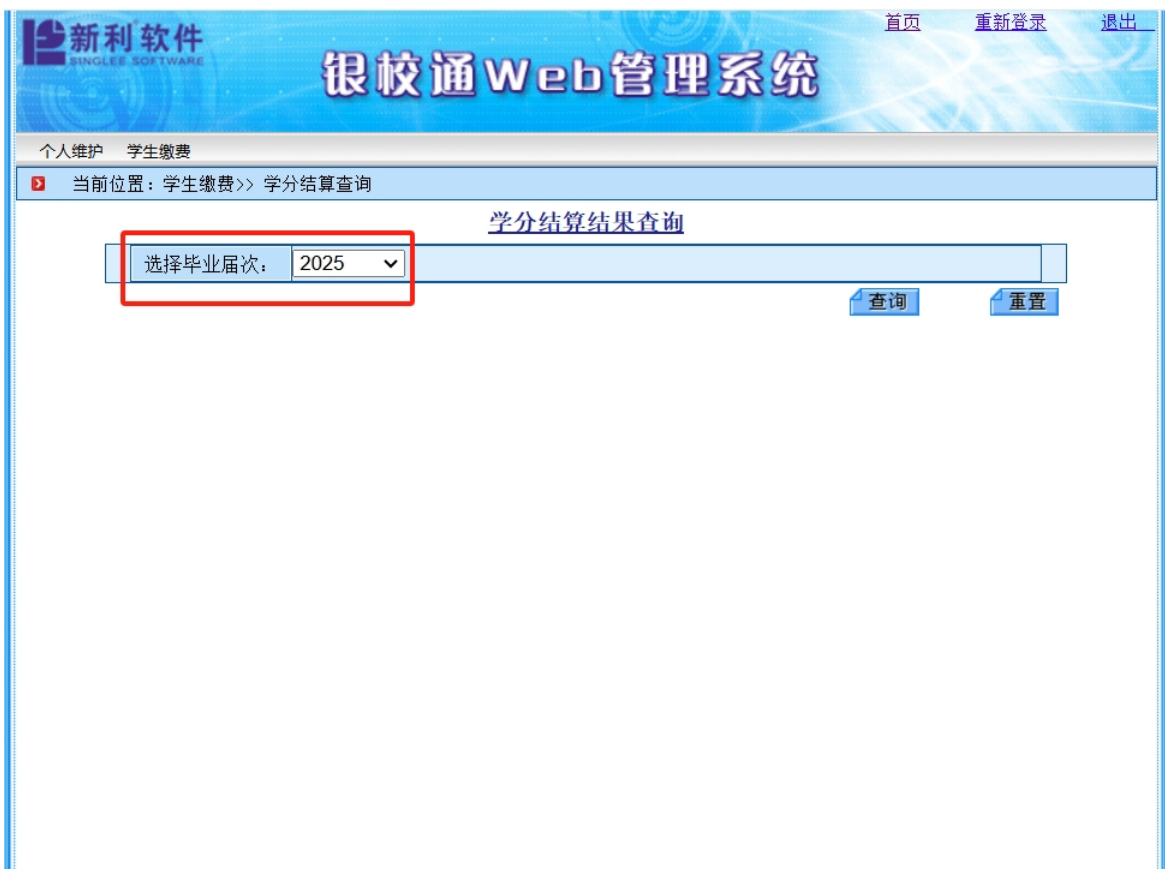 新利软件
SINGLEE SOFTWARE
首页 重新登录 退出
银校通Web管理系统
个人维护 学生缴费
当前位置：学生缴费>> 学分结算查询
学分结算结果查询
选择毕业届次： 2025
查询 重置